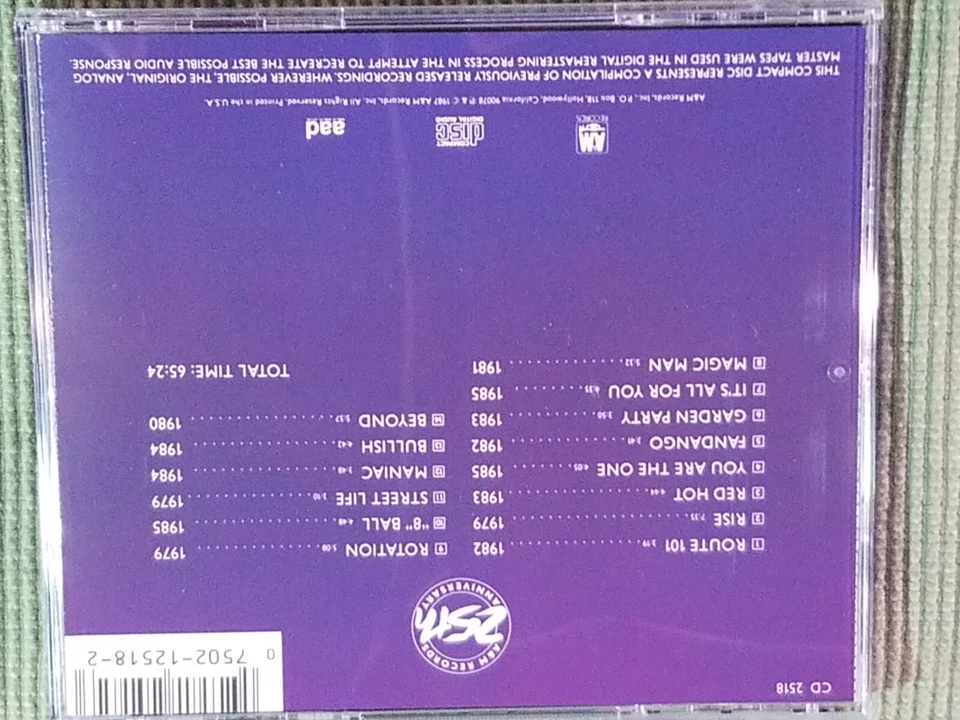 CD 2518
0 7502-12518-2
A&M RECORDS
25th
ANNIVERSARY
1 ROUTE 101 3:19 1982
2 RISE 7:35 1979
3 RED HOT 4:44 1983
4 YOU ARE THE ONE 4:05 1985
5 FANDANGO 3:41 1982
6 GARDEN PARTY 3:50 1983
7 IT'S ALL FOR YOU 4:35 1985
8 MAGIC MAN 5:32 1981
9 ROTATION 5:08 1979
10 "8" BALL 4:48 1985
11 STREET LIFE 3:10 1979
12 MANIAC 3:48 1984
13 BULLISH 4:42 1984
14 BEYOND 5:57 1980
TOTAL TIME: 65:24
AM
RECORDS
COMPACT
disc
DIGITAL AUDIO
aad
A&M Records, Inc., P.O. Box 118, Hollywood, California 90078 ℗ & © 1987 A&M Records, Inc. All Rights Reserved. Printed in the U.S.A.
THIS COMPACT DISC REPRESENTS A COMPILATION OF PREVIOUSLY RELEASED RECORDINGS. WHEREVER POSSIBLE, THE ORIGINAL ANALOG
MASTER TAPES WERE USED IN THE DIGITAL REMASTERING PROCESS IN THE ATTEMPT TO RECREATE THE BEST POSSIBLE AUDIO RESPONSE.